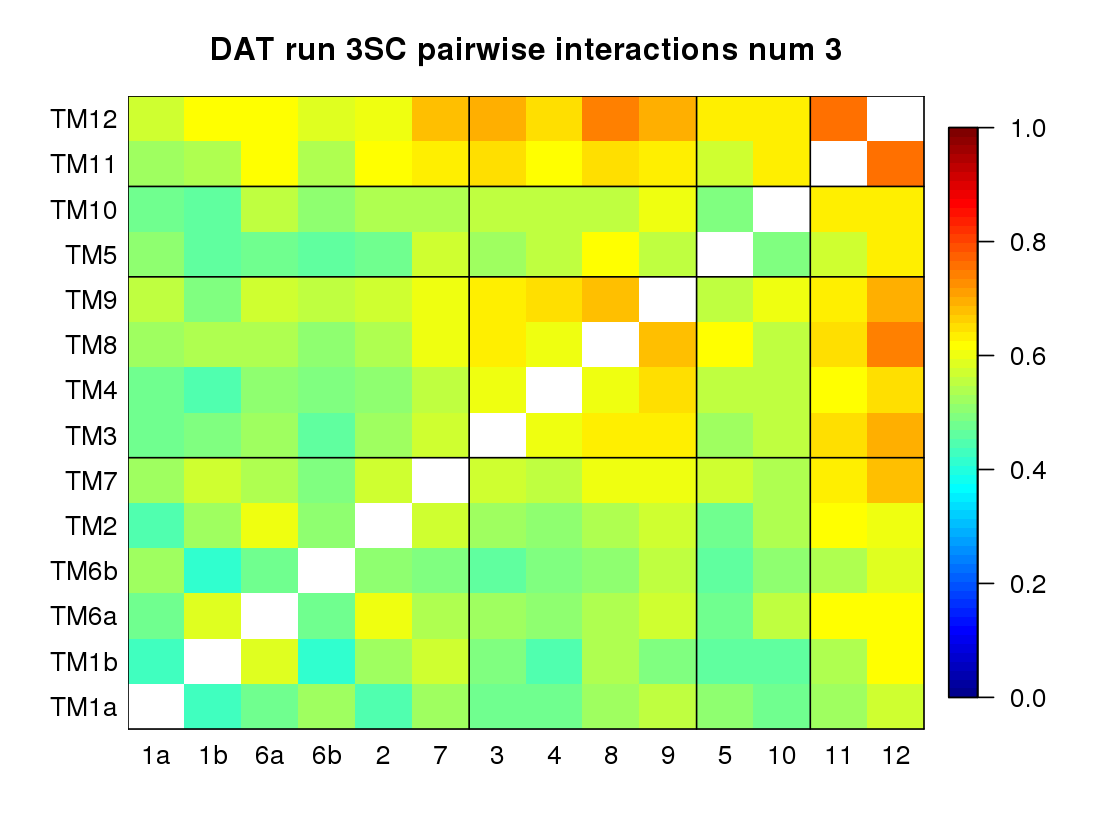 DAT run 3SC pairwise interactions num 3
TM12
TM11
TM10
TM5
TM9
TM8
TM4
TM3
TM7
TM2
TM6b
TM6a
TM1b
TM1a
1a 1b 6a 6b 2 7 3 4 8 9 5 10 11 12
1.0
0.8
0.6
0.4
0.2
0.0